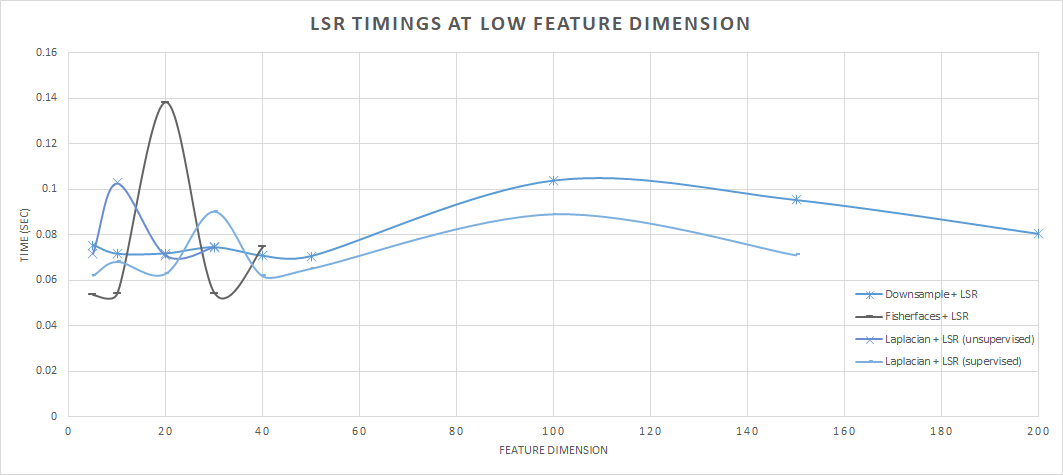 LSR TIMINGS AT LOW FEATURE DIMENSION
0.16
0.14
0.12
0.1
0.08
0.06
0.04
0.02
0
TIME (SEC)
0 20 40 60 80 100 120 140 160 180 200
FEATURE DIMENSION
Downsample + LSR
Fisherfaces + LSR
Laplacian + LSR (unsupervised)
Laplacian + LSR (supervised)